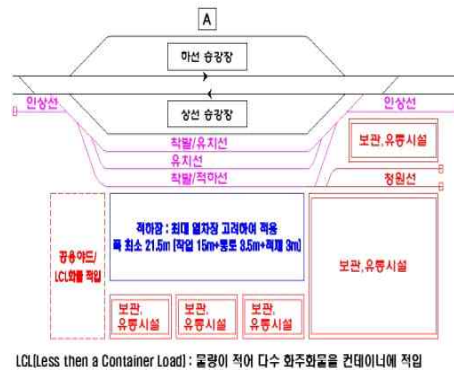 A
하선 승강장
상선 승강장
인상선
인상선
착발/유치선
유치선
착발/적하선
보관,유통시설
청원선
적하장 : 최대 열차장 고려하여 적용
폭 최소 21.5m [작업 15m+통로 3.5m+적재 3m]
공용야드/
LCL화물 적입
보관,유통시설
보관,
유통시설
보관,
유통시설
보관,
유통시설
LCL[Less then a Container Load] : 물량이 적어 다수 화주화물을 컨테이너에 적입